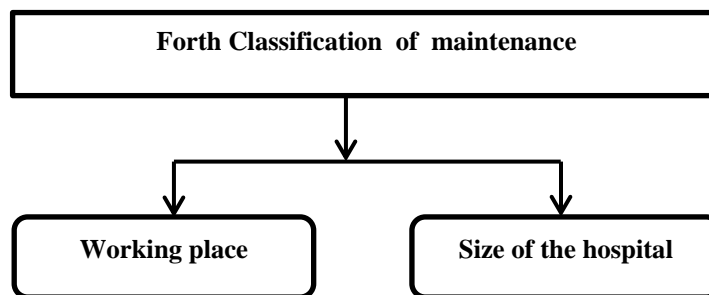 Forth Classification of maintenance
Working place
Size of the hospital